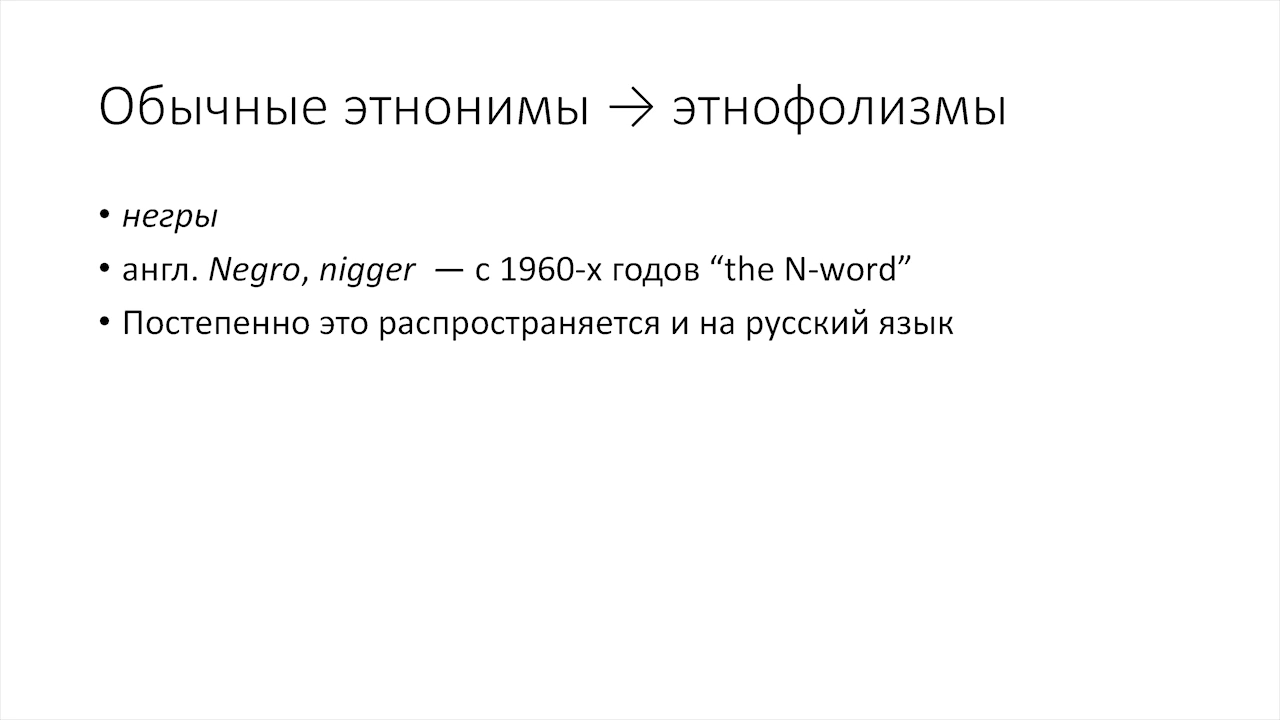 Обычные этнонимы → этнофолизмы
• негры
• англ. Negro, nigger — с 1960-х годов “the N-word”
• Постепенно это распространяется и на русский язык